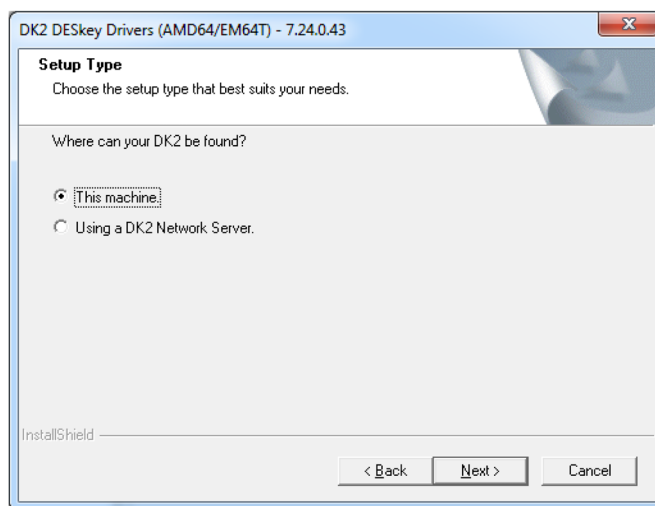 DK2 DESkey Drivers (AMD64/EM64T) - 7.24.0.43
Setup Type
Choose the setup type that best suits your needs.
Where can your DK2 be found?
This machine.
Using a DK2 Network Server.
InstallShield
< Back
Next >
Cancel